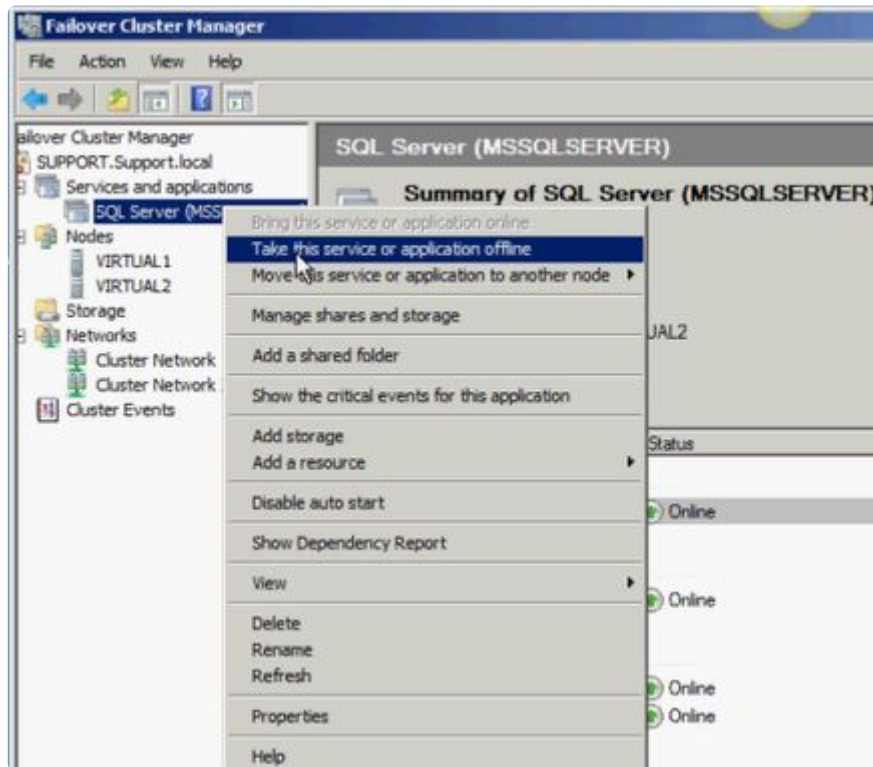 Failover Cluster Manager
File Action View Help
ailover Cluster Manager
SUPPORT.Support.local
Services and applications
SQL Server (MSS
Nodes
VIRTUAL1
VIRTUAL2
Storage
Networks
Cluster Network
Cluster Network
Cluster Events
SQL Server (MSSQLSERVER)
Summary of SQL Server (MSSQLSERVER)
Bring this service or application online
Take this service or application offline
Move this service or application to another node
Manage shares and storage
Add a shared folder
Show the critical events for this application
Add storage
Add a resource
Disable auto start
Show Dependency Report
View
Delete
Rename
Refresh
Properties
Help
UAL2
Status
Online
Online
Online
Online